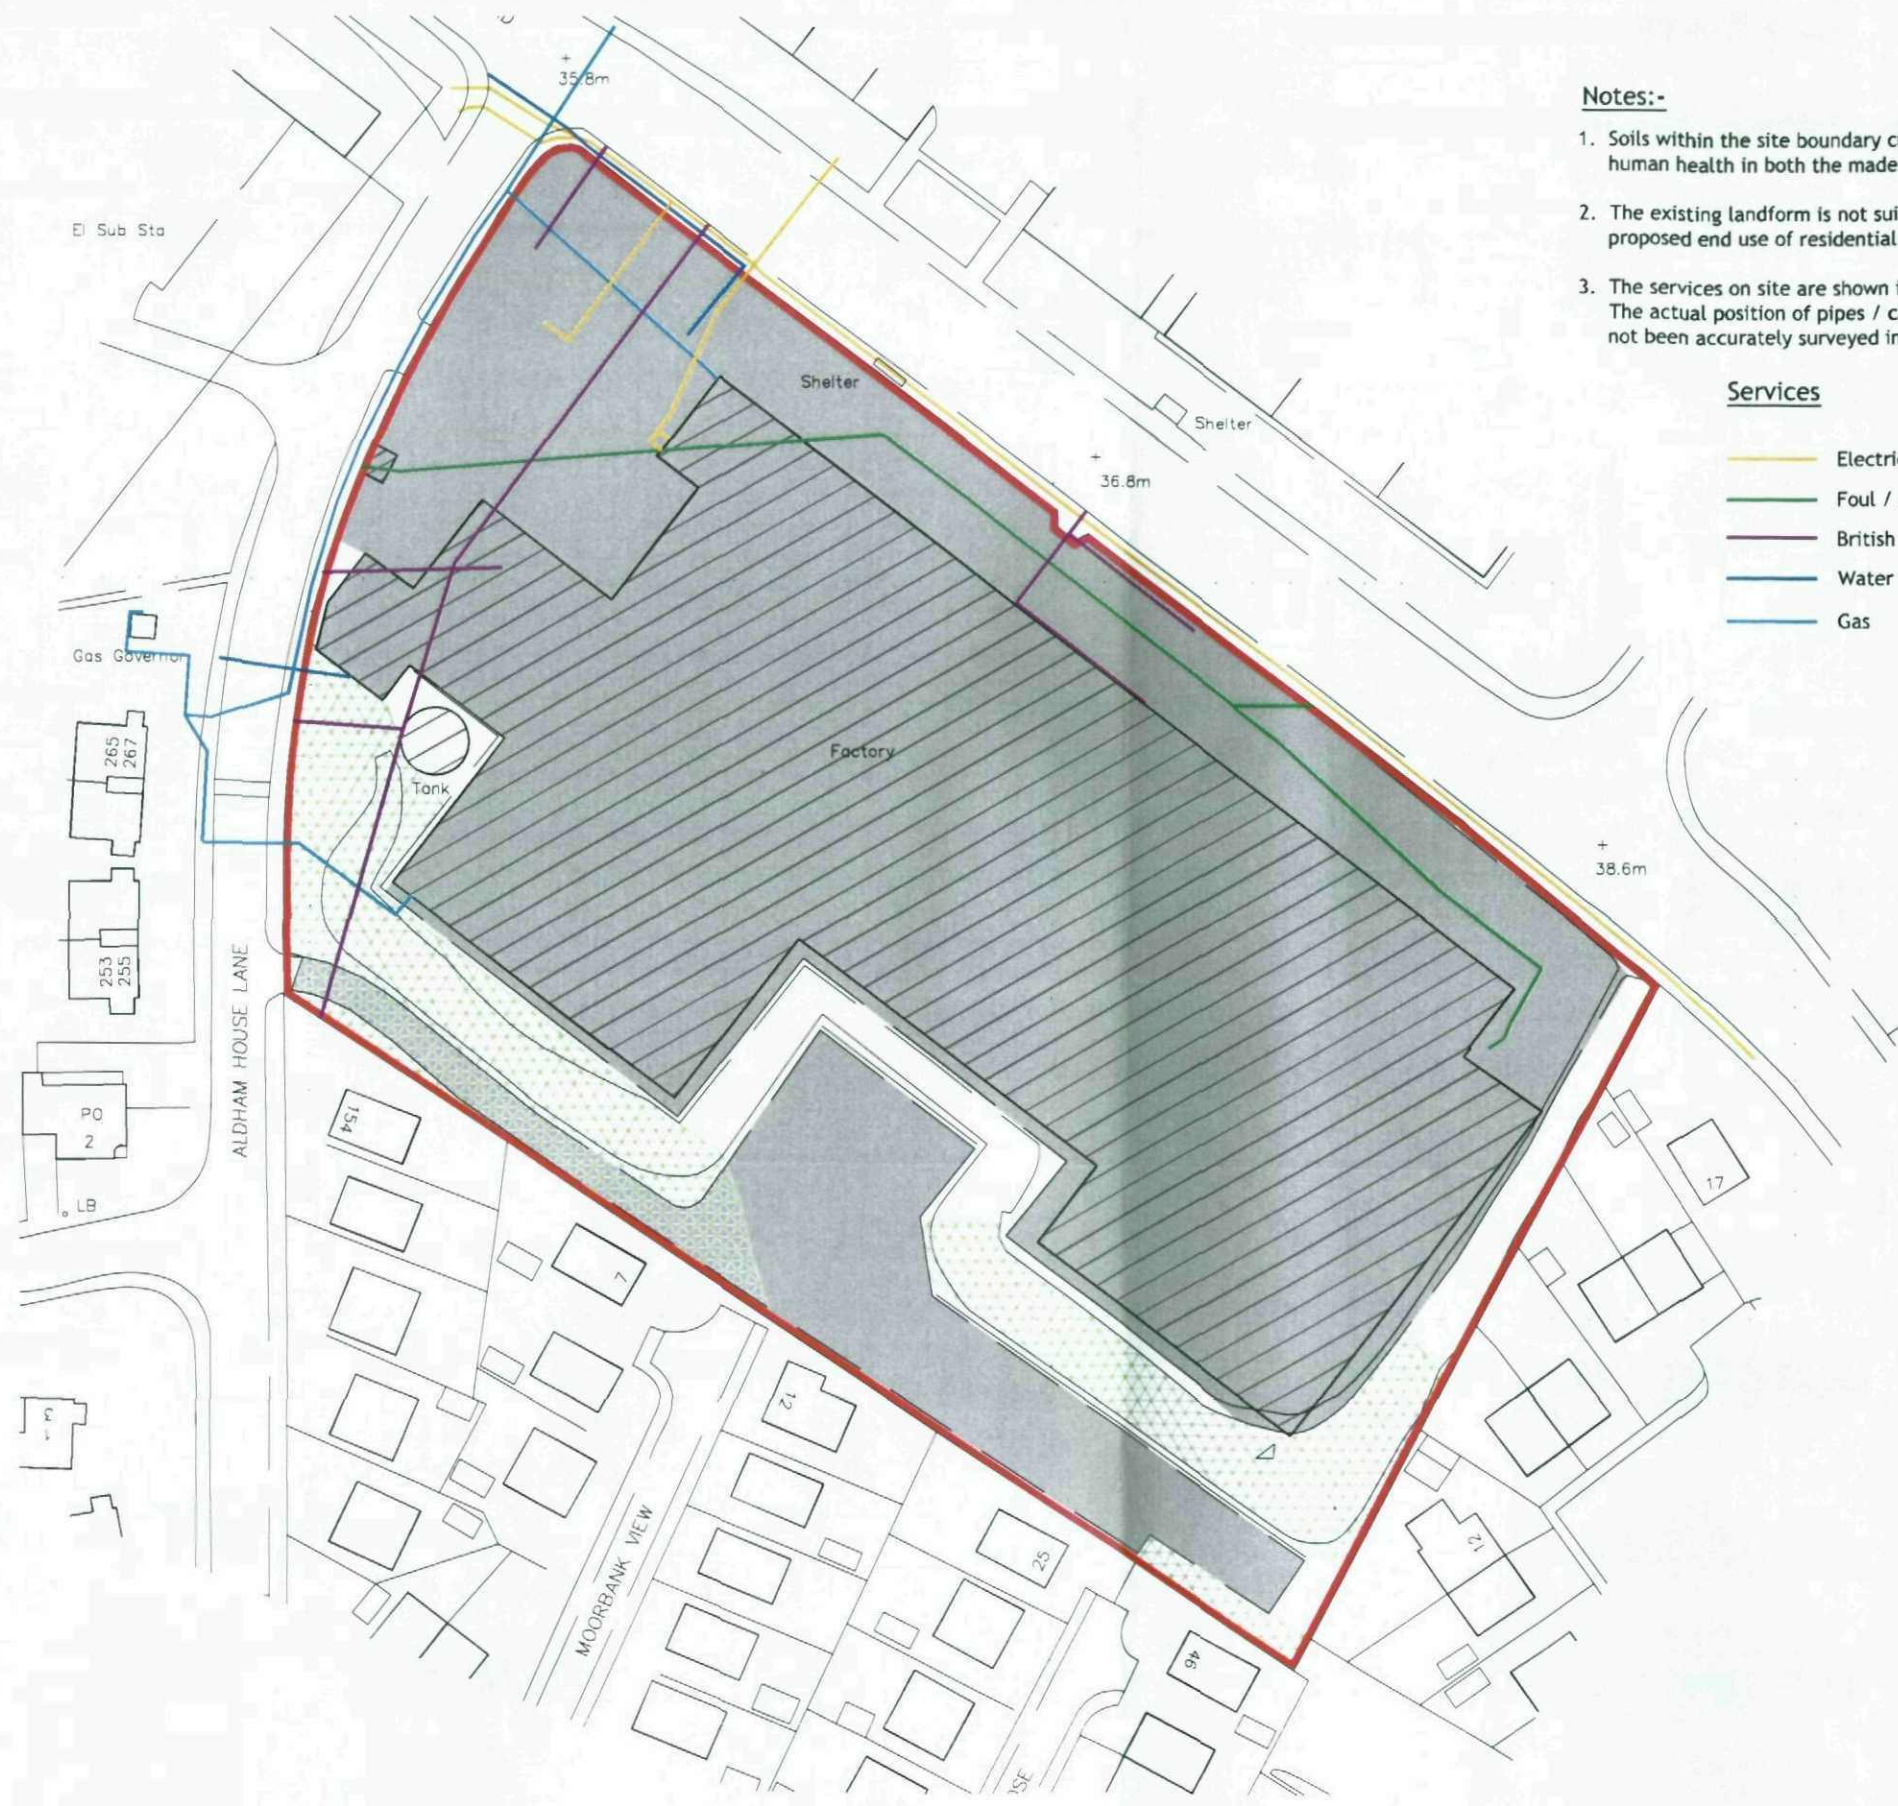 35.8m
Notes:-
1. Soils within the site boundary
human health in both the made
2. The existing landform is not
proposed end use of residential
3. The services on site are shown
The actual position of pipes /
not been accurately surveyed
Services
Foul /
British
Water
Gas
El Sub Sta
Shelter
Shelter
36.8m
Gas Governor
265
267
Factory
Tank
38.6m
253
255
ALDHAM HOUSE LANE
PO
2
LB
154
7
17
12
12
25
46
3
MOORBANK VIEW